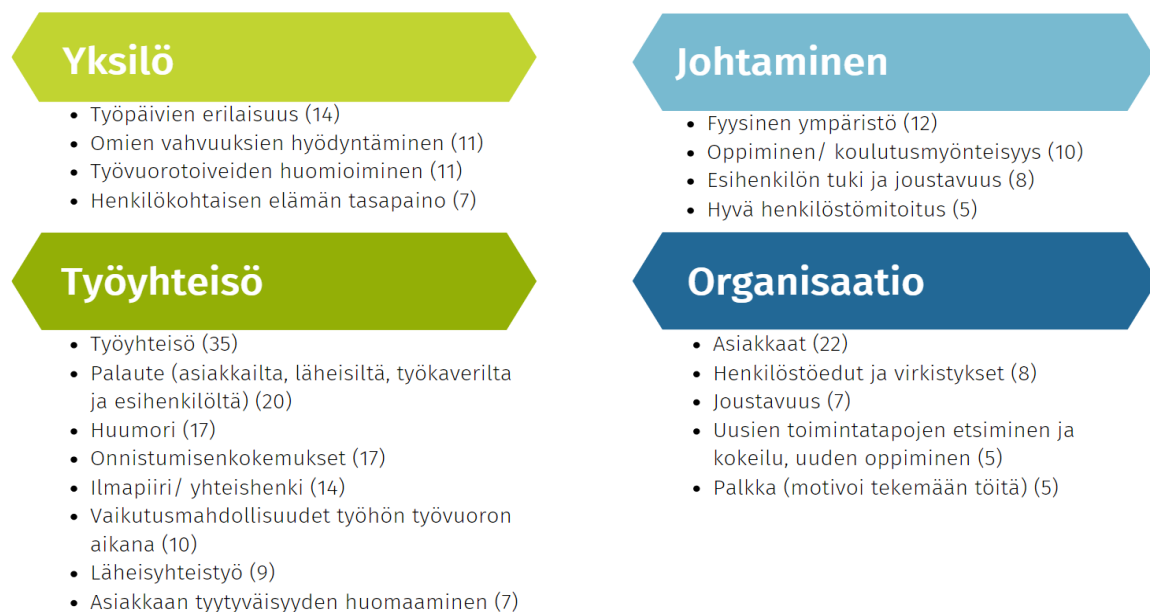 Yksilö
• Työpäivien erilaisuus (14)
• Omien vahvuuksien hyödyntäminen (11)
• Työvuorotoiveiden huomioiminen (11)
• Henkilökohtaisen elämän tasapaino (7)
Johtaminen
• Fyysinen ympäristö (12)
• Oppiminen/ koulutusmyönteisyys (10)
• Esihenkilön tuki ja joustavuus (8)
• Hyvä henkilöstömitoitus (5)
Työyhteisö
• Työyhteisö (35)
• Palaute (asiakkailta, läheisiltä, työkaverilta
ja esihenkilöltä) (20)
• Huumori (17)
• Onnistumisenkokemukset (17)
• Ilmapiiri/ yhteishenki (14)
• Vaikutusmahdollisuudet työhön työvuoron
aikana (10)
• Läheisyhteistyö (9)
• Asiakkaan tyytyväisyyden huomaaminen (7)
Organisaatio
• Asiakkaat (22)
• Henkilöstöedut ja virkistykset (8)
• Joustavuus (7)
• Uusien toimintatapojen etsiminen ja
kokeilu, uuden oppiminen (5)
• Palkka (motivoi tekemään töitä) (5)